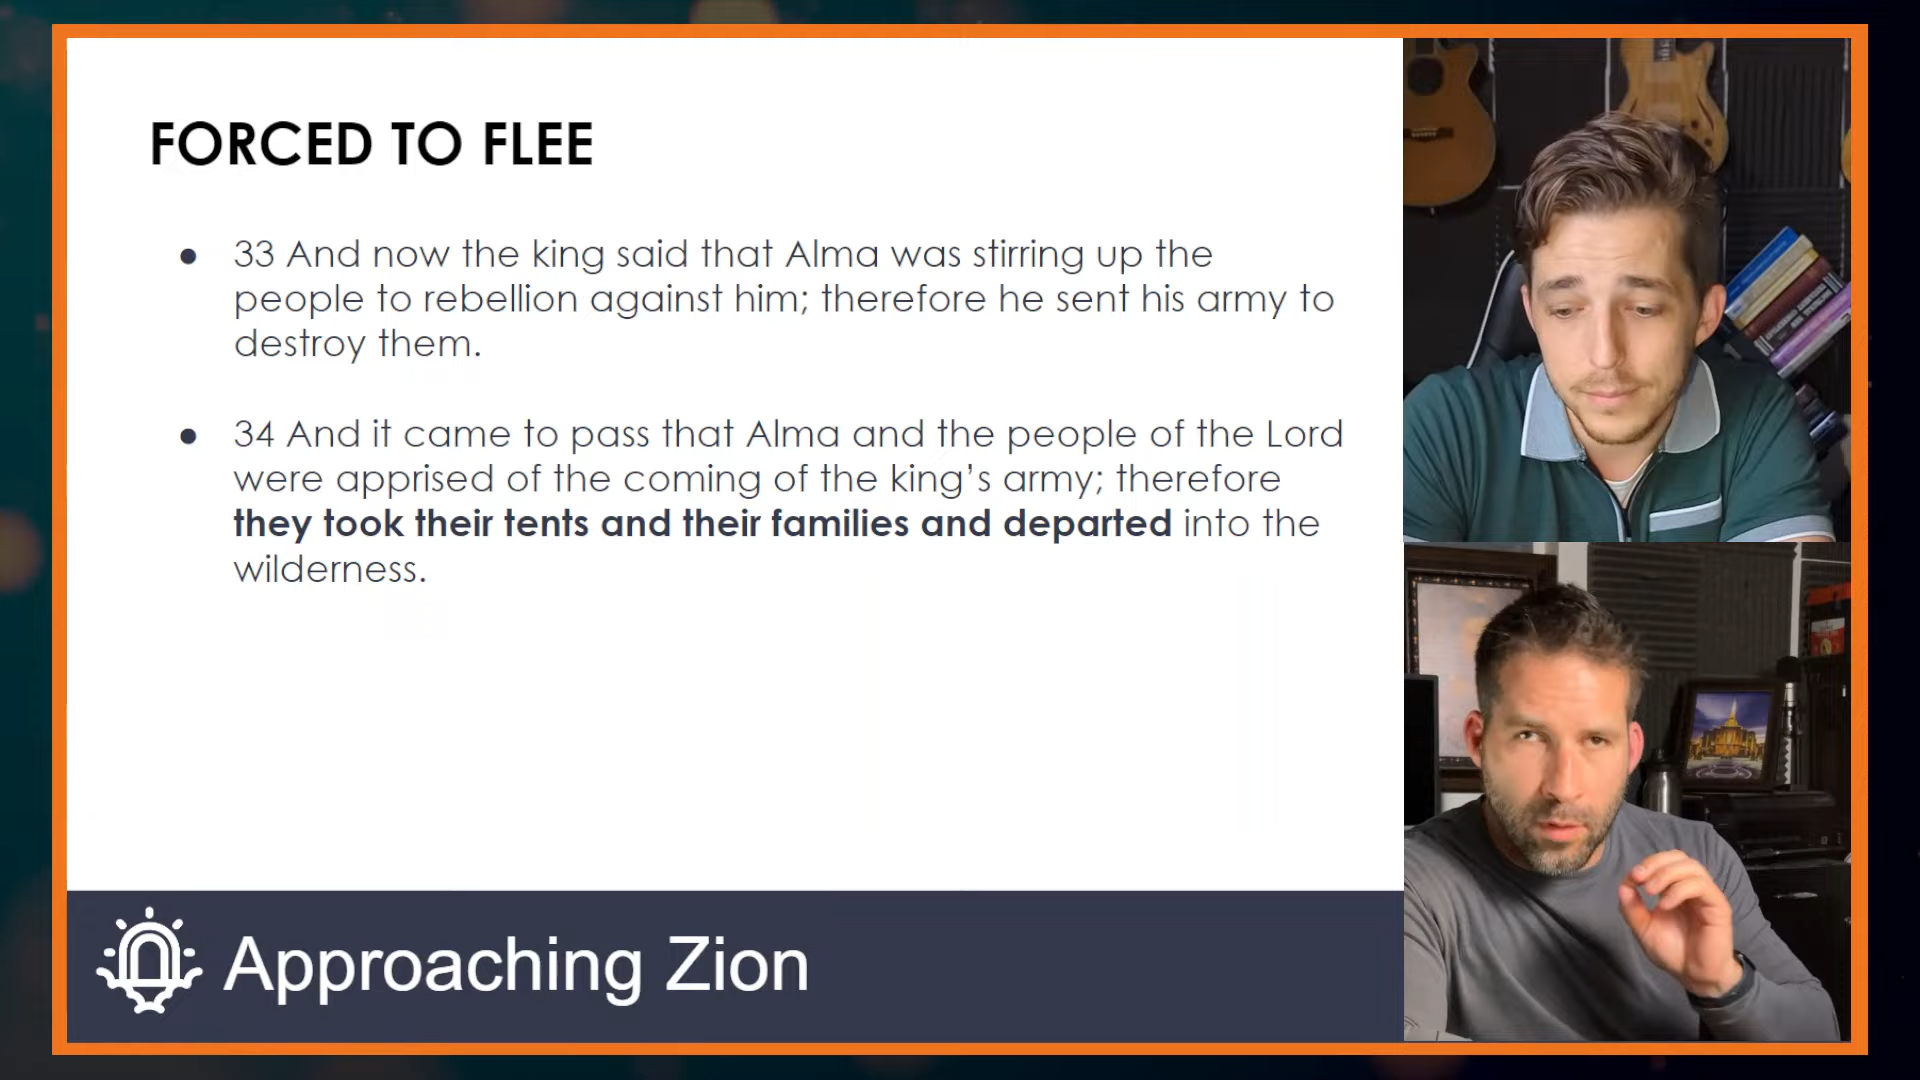 FORCED TO FLEE
● 33 And now the king said that Alma was stirring up the
people to rebellion against him; therefore he sent his army to
destroy them.
● 34 And it came to pass that Alma and the people of the Lord
were apprised of the coming of the king’s army; therefore
they took their tents and their families and departed into the
wilderness.
Approaching Zion